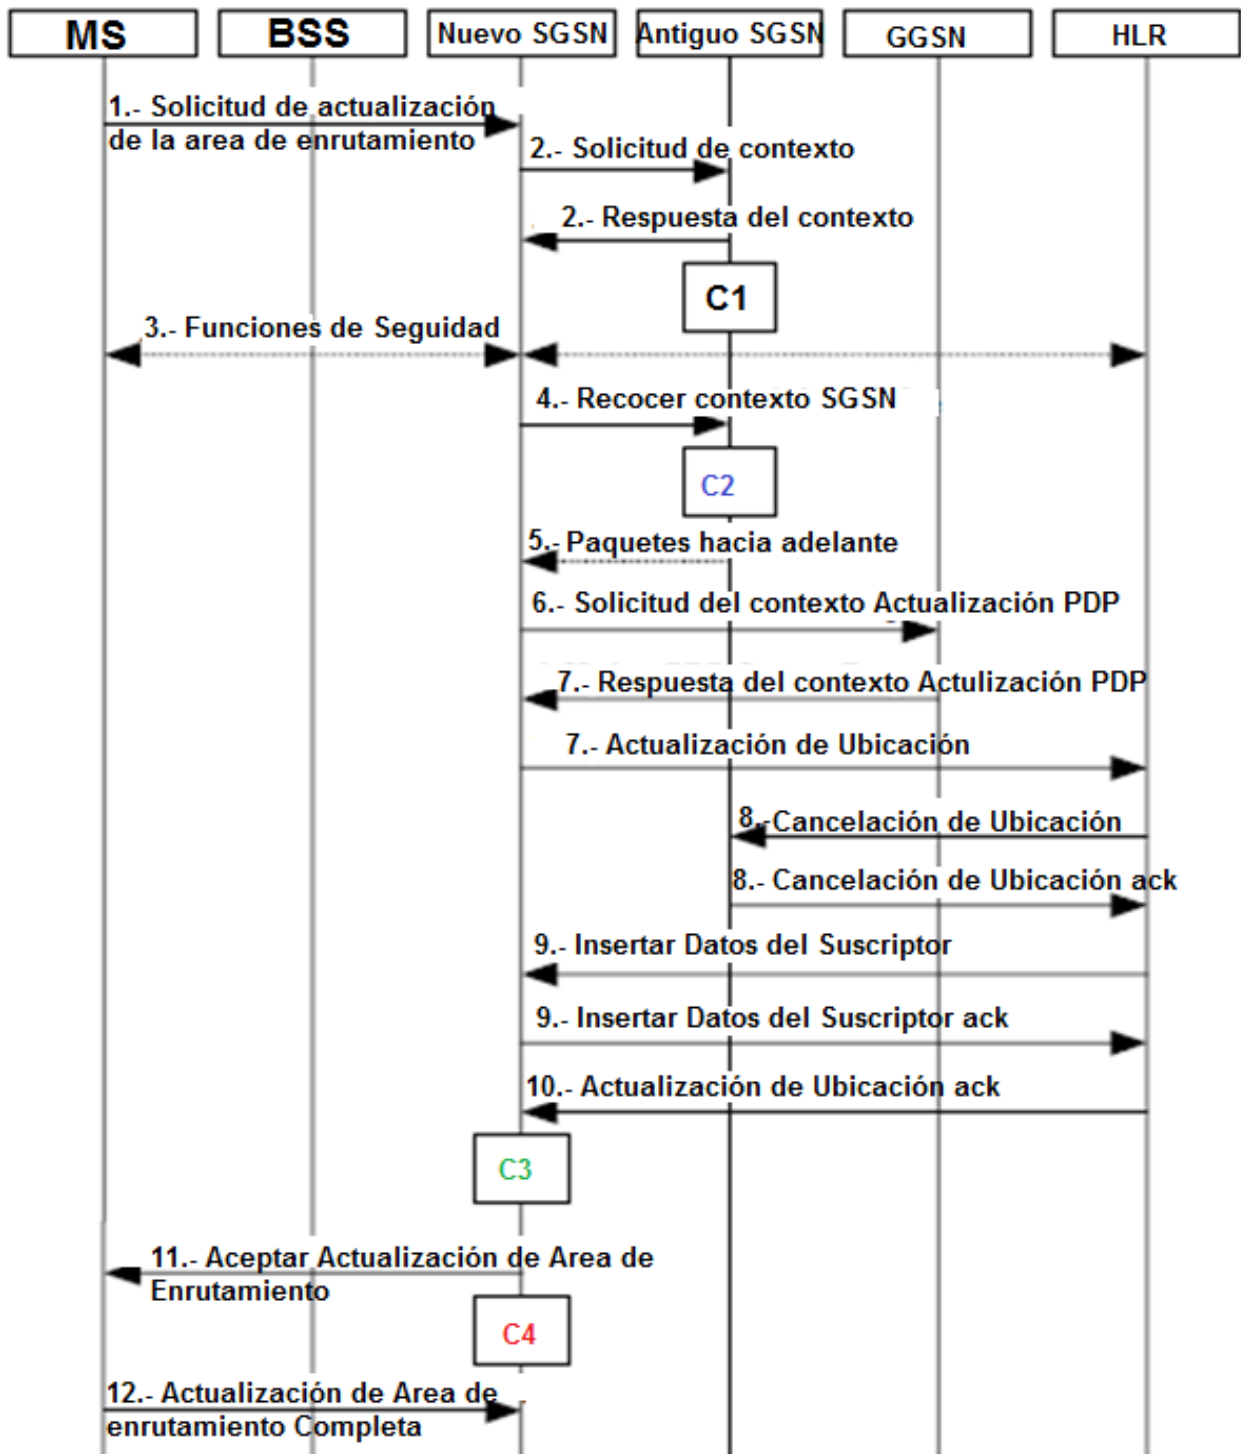 MS
BSS
Nuevo SGSN
Antiguo SGSN
GGSN
HLR
1.- Solicitud de actualización
de la area de enrutamiento
2.- Solicitud de contexto
2.- Respuesta del contexto
C1
3.- Funciones de Seguidad
4.- Recocer contexto SGSN
C2
5.- Paquetes hacia adelante
6.- Solicitud del contexto Actualización PDP
7.- Respuesta del contexto Actulización PDP
7.- Actualización de Ubicación
8.-Cancelación de Ubicación
8.- Cancelación de Ubicación ack
9.- Insertar Datos del Suscriptor
9.- Insertar Datos del Suscriptor ack
10.- Actualización de Ubicación ack
C3
11.- Aceptar Actualización de Area de
Enrutamiento
C4
12.- Actualización de Area de
enrutamiento Completa